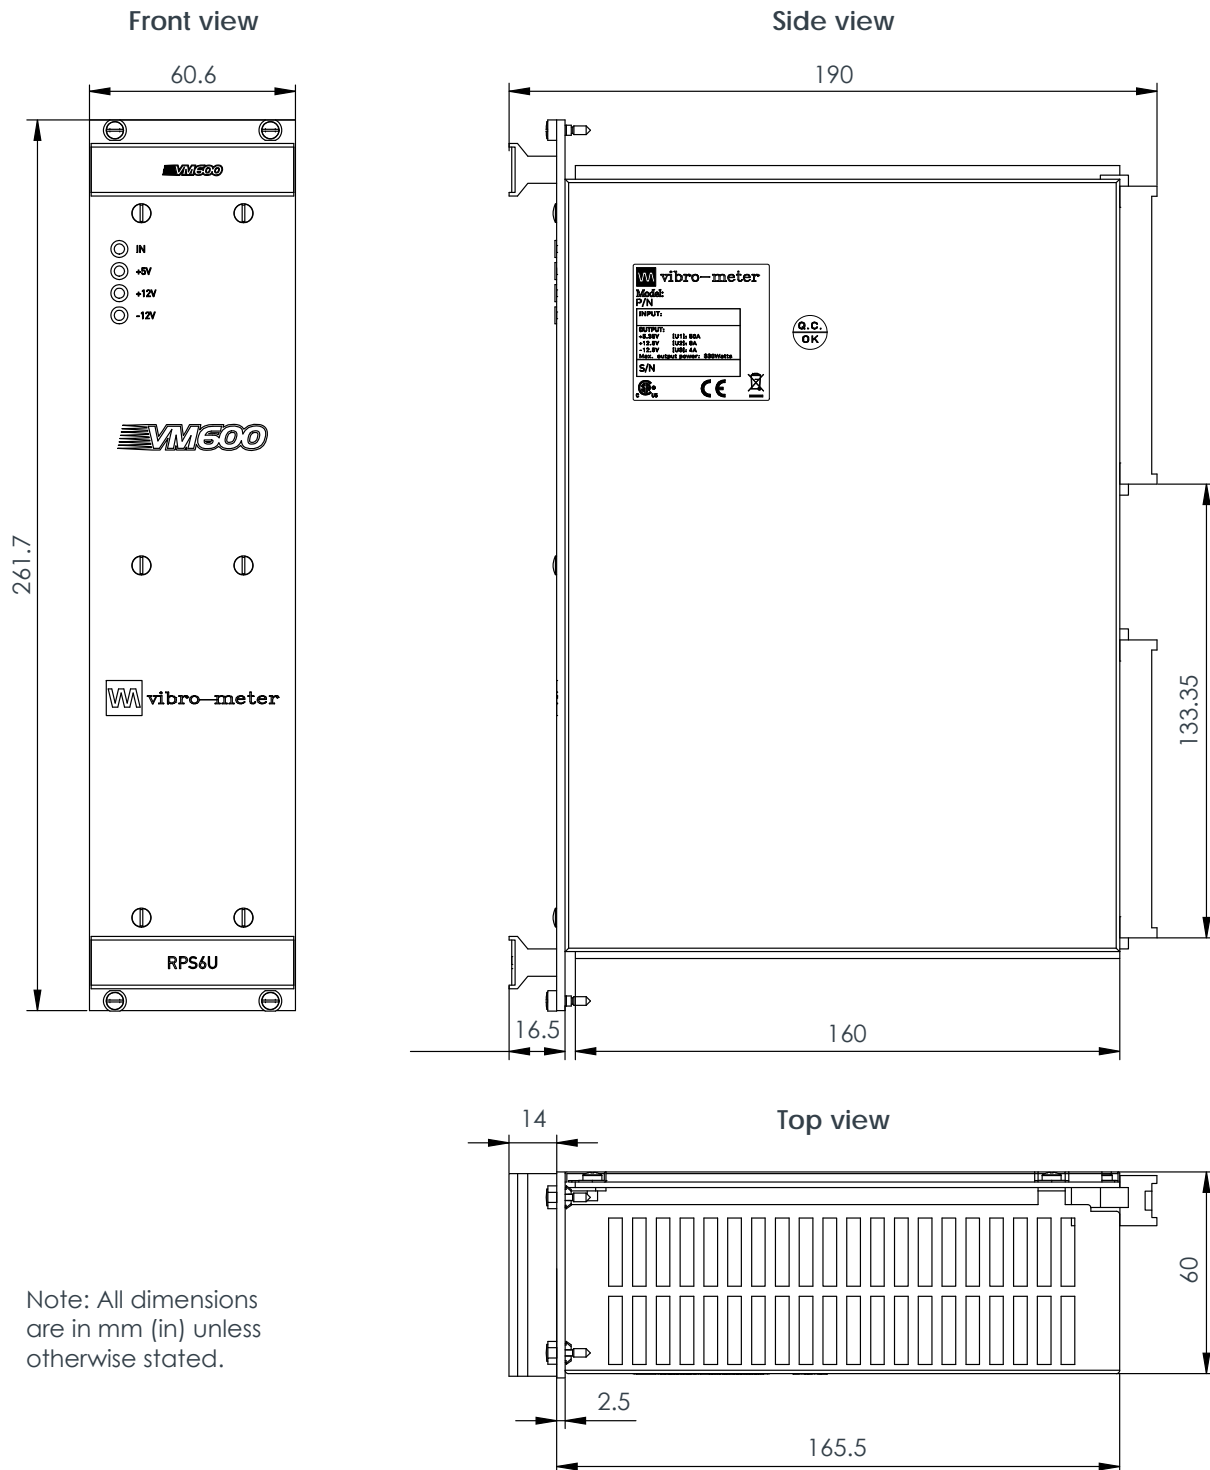 Front view
Side view
60.6
190
VM600
IN
+5V
+12V
-12V
vibro-meter
Model:
P/N
INPUT:
OUTPUT:
S/N
Q.C.
OK
C US
CE
VM600
261.7
133.35
vibro-meter
RPS6U
16.5
160
14
Top view
60
Note: All dimensions
are in mm (in) unless
otherwise stated.
2.5
165.5